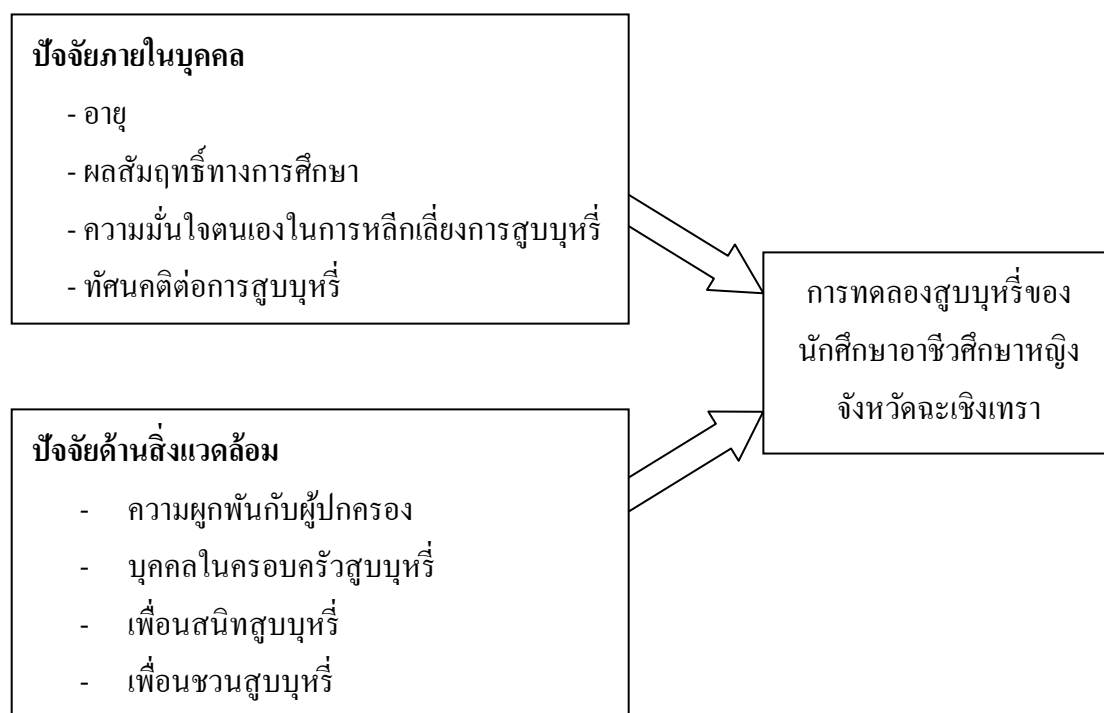 ปัจจัยภายในบุคคล
- อายุ
- ผลสัมฤทธิ์ทางการศึกษา
- ความมั่นใจตนเองในการหลีกเลี่ยงการสูบบุหรี่
- ทัศนคติต่อการสูบบุหรี่
การทดลองสูบบุหรี่ของ
นักศึกษาอาชีวศึกษาหญิง
จังหวัดฉะเชิงเทรา
ปัจจัยด้านสิ่งแวดล้อม
- ความผูกพันกับผู้ปกครอง
- บุคคลในครอบครัวสูบบุหรี่
- เพื่อนสนิทสูบบุหรี่
- เพื่อนชวนสูบบุหรี่